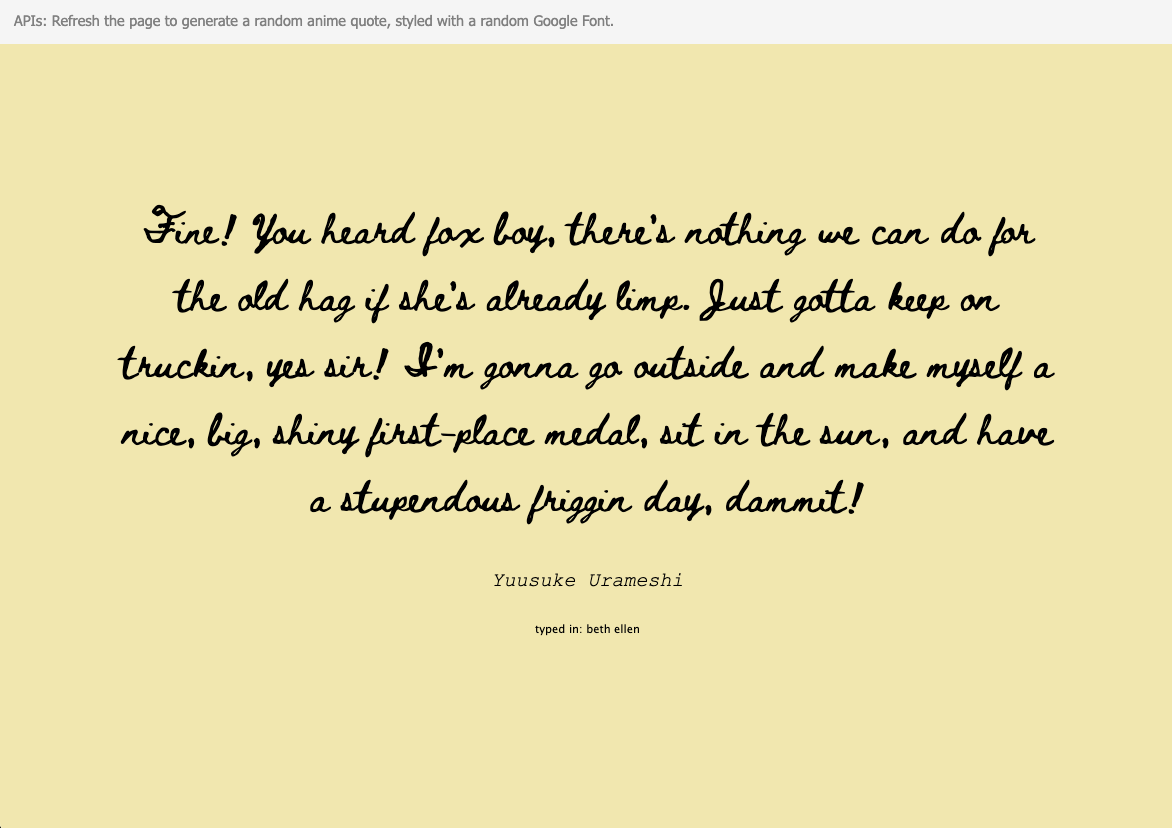 APIs: Refresh the page to generate a random anime quote, styled with a random Google Font.
Fine! You heard fox boy, there's nothing we can do for
the old hag if she's already limp. Just gotta keep on
truckin, yes sir! I'm gonna go outside and make myself a
nice, big, shiny first-place medal, sit in the sun, and have
a stupendous friggin day, dammit!
Yuusuke Urameshi
typed in: beth ellen